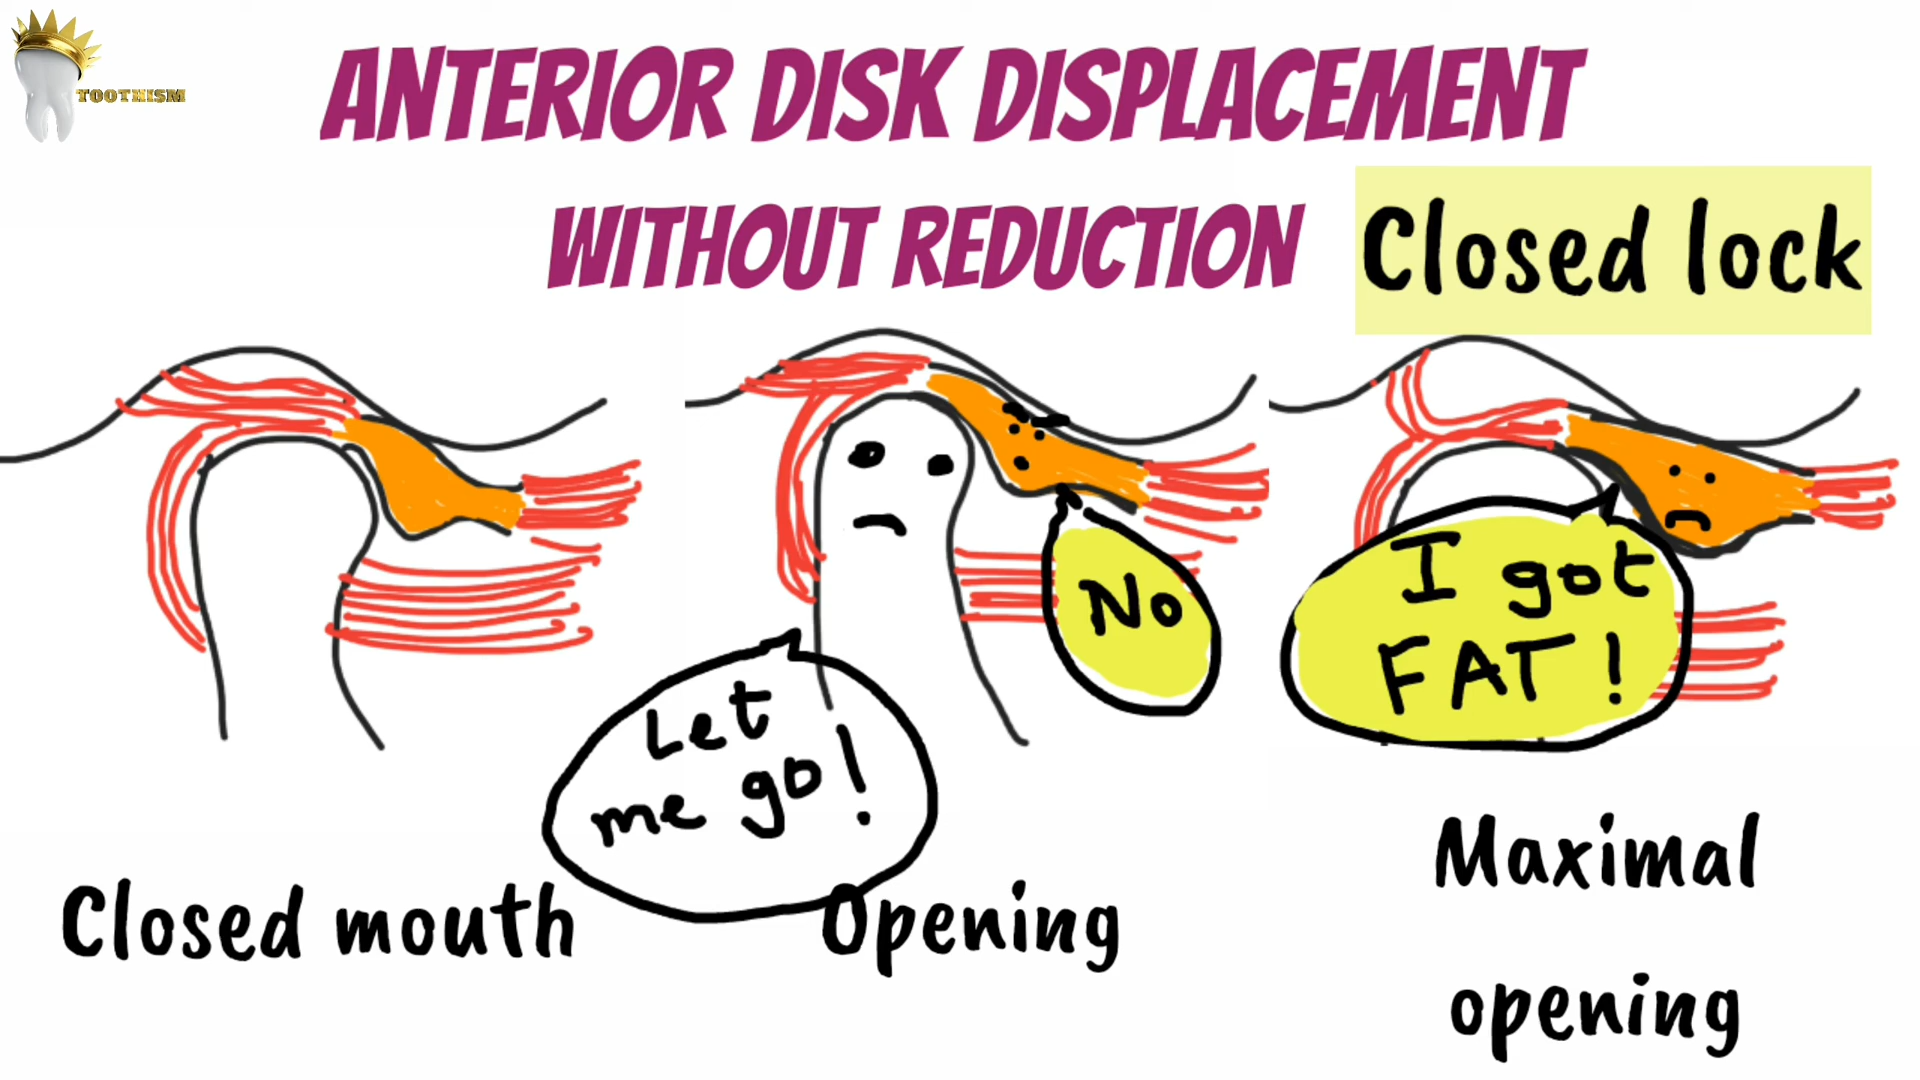 TOOTHISM
ANTERIOR DISK DISPLACEMENT
WITHOUT REDUCTION
Closed lock
No
Let
me go!
I got
FAT!
Closed mouth
Opening
Maximal
opening